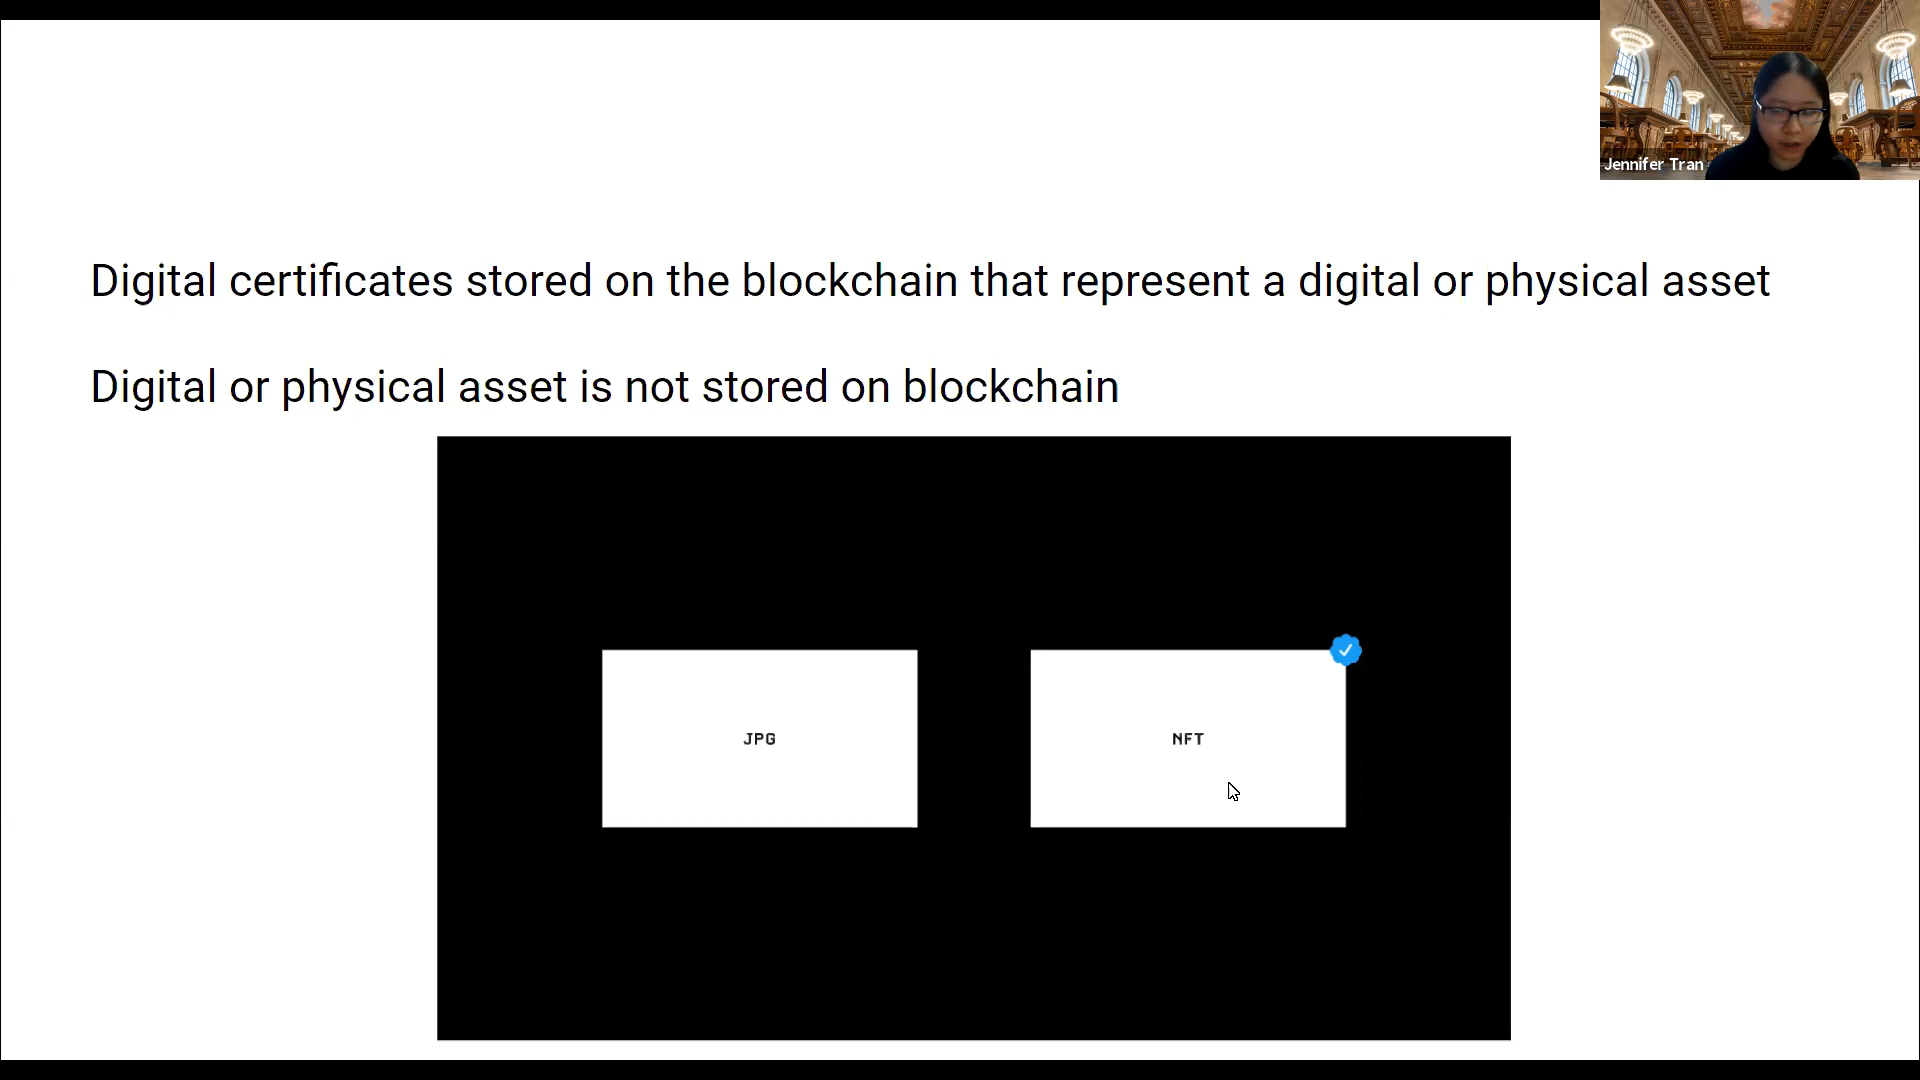 Jennifer Tran
Digital certificates stored on the blockchain that represent a digital or physical asset
Digital or physical asset is not stored on blockchain
JPG
NFT